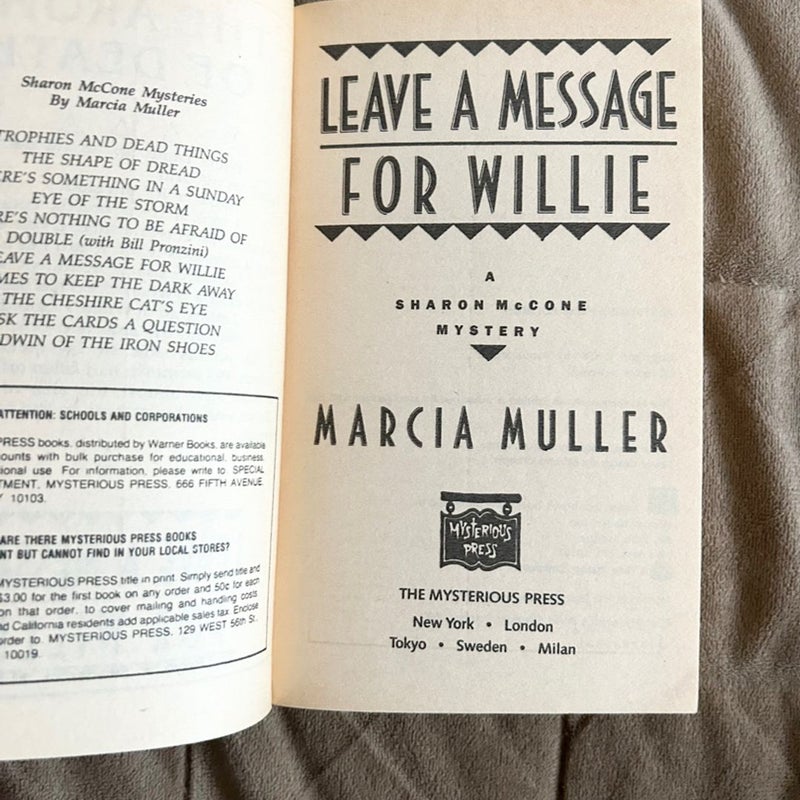 Sharon McCone Mysteries
By Marcia Muller
TROPHIES AND DEAD THINGS
THE SHAPE OF DREAD
ERE'S SOMETHING IN A SUNDAY
EYE OF THE STORM
RE'S NOTHING TO BE AFRAID OF
DOUBLE (with Bill Pronzini)
EAVE A MESSAGE FOR WILLIE
MES TO KEEP THE DARK AWAY
THE CHESHIRE CAT'S EYE
SK THE CARDS A QUESTION
DWIN OF THE IRON SHOES
ATTENTION: SCHOOLS AND CORPORATIONS
PRESS books, distributed by Warner Books, are available
ounts with bulk purchase for educational, business,
ional use. For information, please write to: SPECIAL
TMENT, MYSTERIOUS PRESS, 666 FIFTH AVENUE,
Y 10103.
ARE THERE MYSTERIOUS PRESS BOOKS
NT BUT CANNOT FIND IN YOUR LOCAL STORES?
MYSTERIOUS PRESS title in print. Simply send title and
$3.00 for the first book on any order and 50¢ for each
on that order, to cover mailing and handling costs.
nd California residents add applicable sales tax. Enclose
order to: MYSTERIOUS PRESS, 129 WEST 56th St.,
10019.
LEAVE A MESSAGE
FOR WILLIE
A
SHARON McCONE
MYSTERY
MARCIA MULLER
MYSTERIOUS
PRESS
THE MYSTERIOUS PRESS
New York • London
Tokyo • Sweden • Milan